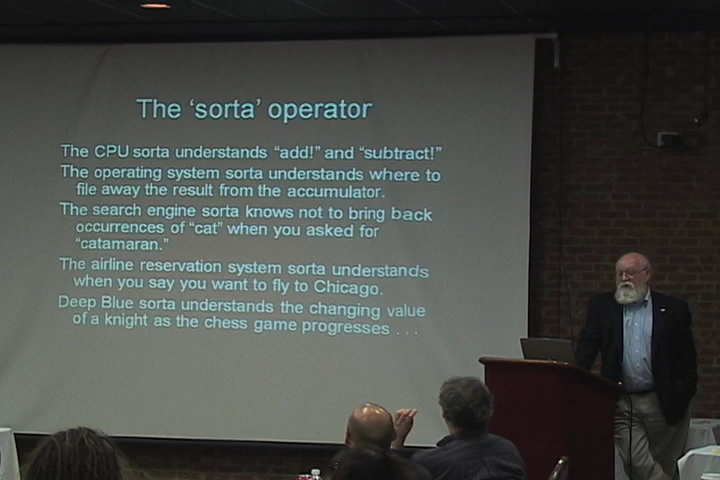 The 'sorta' operator
The CPU sorta understands "add!" and "subtract!"
The operating system sorta understands where to
file away the result from the accumulator.
The search engine sorta knows not to bring back
occurrences of "cat" when you asked for
"catamaran."
The airline reservation system sorta understands
when you say you want to fly to Chicago.
Deep Blue sorta understands the changing value
of a knight as the chess game progresses . . .